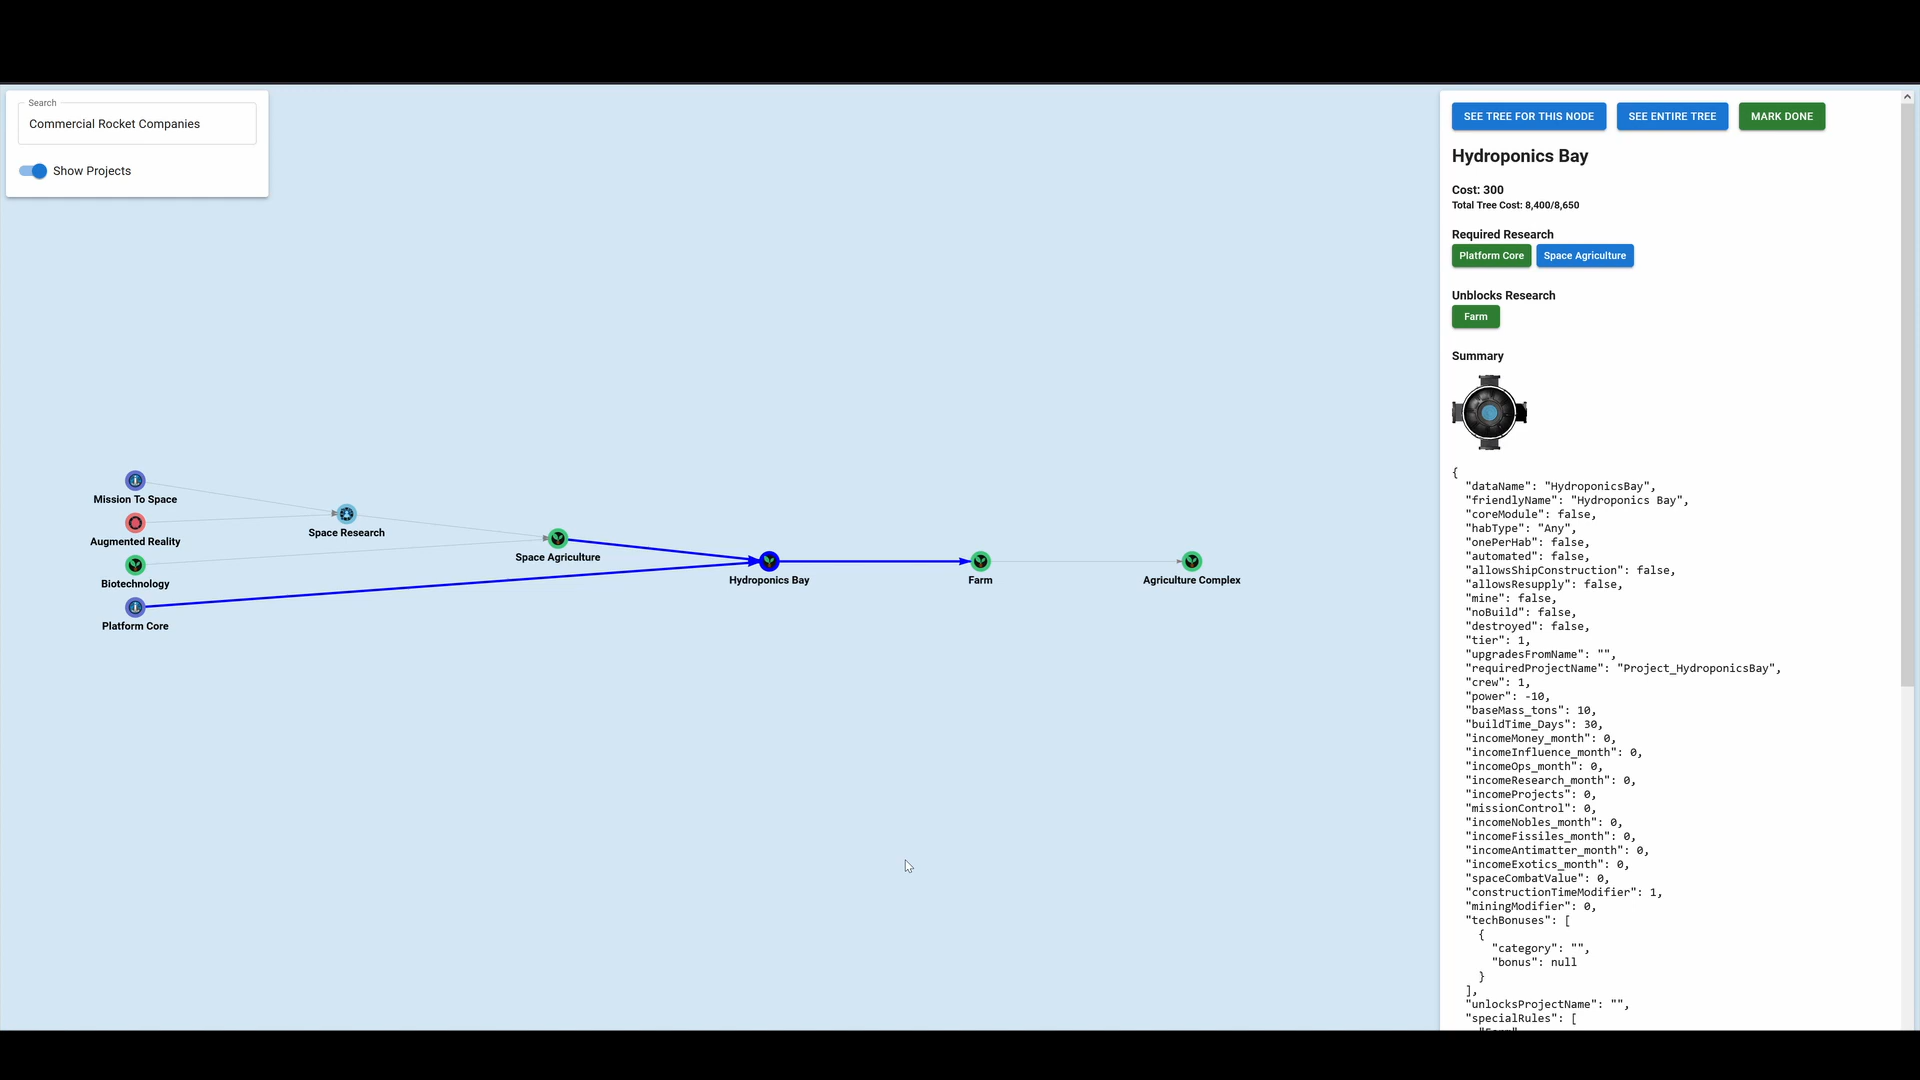 Search
Commercial Rocket Companies
Show Projects
Mission To Space
Augmented Reality
Biotechnology
Platform Core
Space Research
Space Agriculture
Hydroponics Bay
Farm
Agriculture Complex
SEE TREE FOR THIS NODE SEE ENTIRE TREE MARK DONE
Hydroponics Bay
Cost: 300
Total Tree Cost: 8,400/8,650
Required Research
Platform Core Space Agriculture
Unblocks Research
Farm
Summary
{
"dataName": "HydroponicsBay",
"friendlyName": "Hydroponics Bay",
"coreModule": false,
"habType": "Any",
"onePerHab": false,
"automated": false,
"allowsShipConstruction": false,
"allowsResupply": false,
"mine": false,
"noBuild": false,
"destroyed": false,
"tier": 1,
"upgradesFromName": "",
"requiredProjectName": "Project_HydroponicsBay",
"crew": 1,
"power": -10,
"baseMass_tons": 10,
"buildTime_Days": 30,
"incomeMoney_month": 0,
"incomeInfluence_month": 0,
"incomeOps_month": 0,
"incomeResearch_month": 0,
"incomeProjects": 0,
"missionControl": 0,
"incomeNobles_month": 0,
"incomeFissiles_month": 0,
"incomeAntimatter_month": 0,
"incomeExotics_month": 0,
"spaceCombatValue": 0,
"constructionTimeModifier": 1,
"miningModifier": 0,
"techBonuses": [
{
"category": "",
"bonus": null
}
],
"unlocksProjectName": "",
"specialRules": [